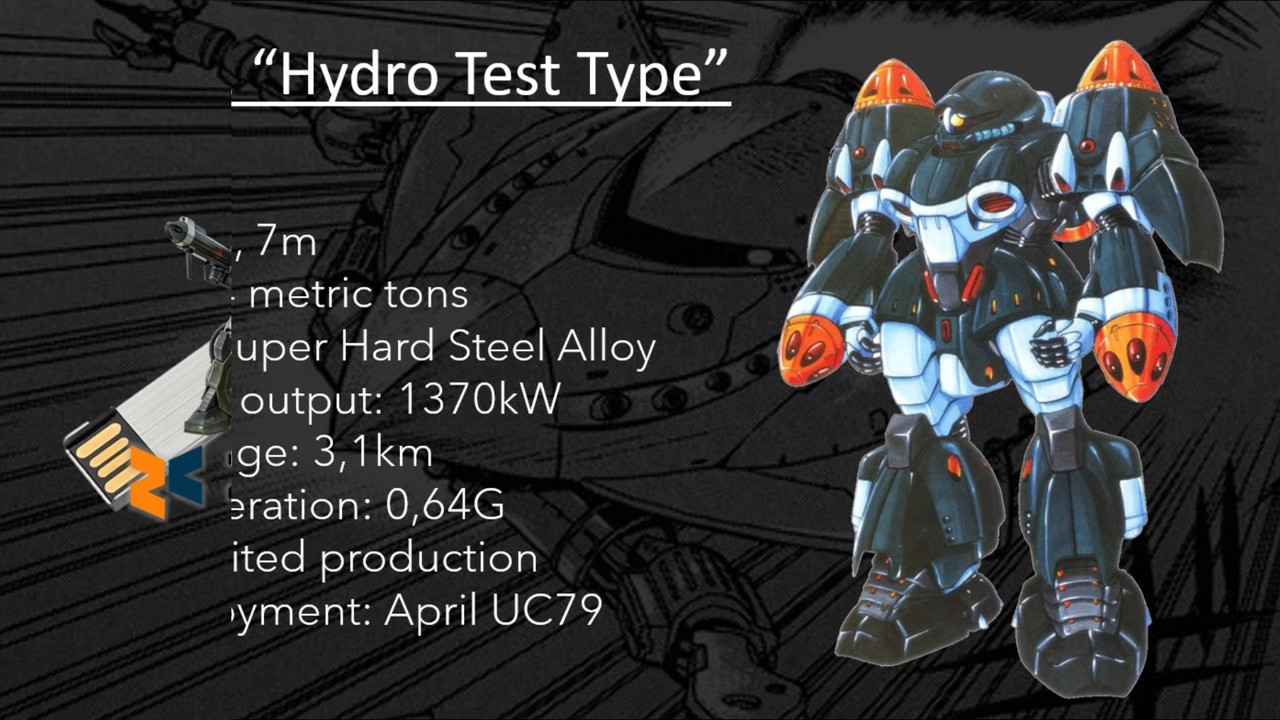 “Hydro Test Type”
, 7m
metric tons
uper Hard Steel Alloy
output: 1370kW
ge: 3,1km
eration: 0,64G
ited production
yment: April UC79